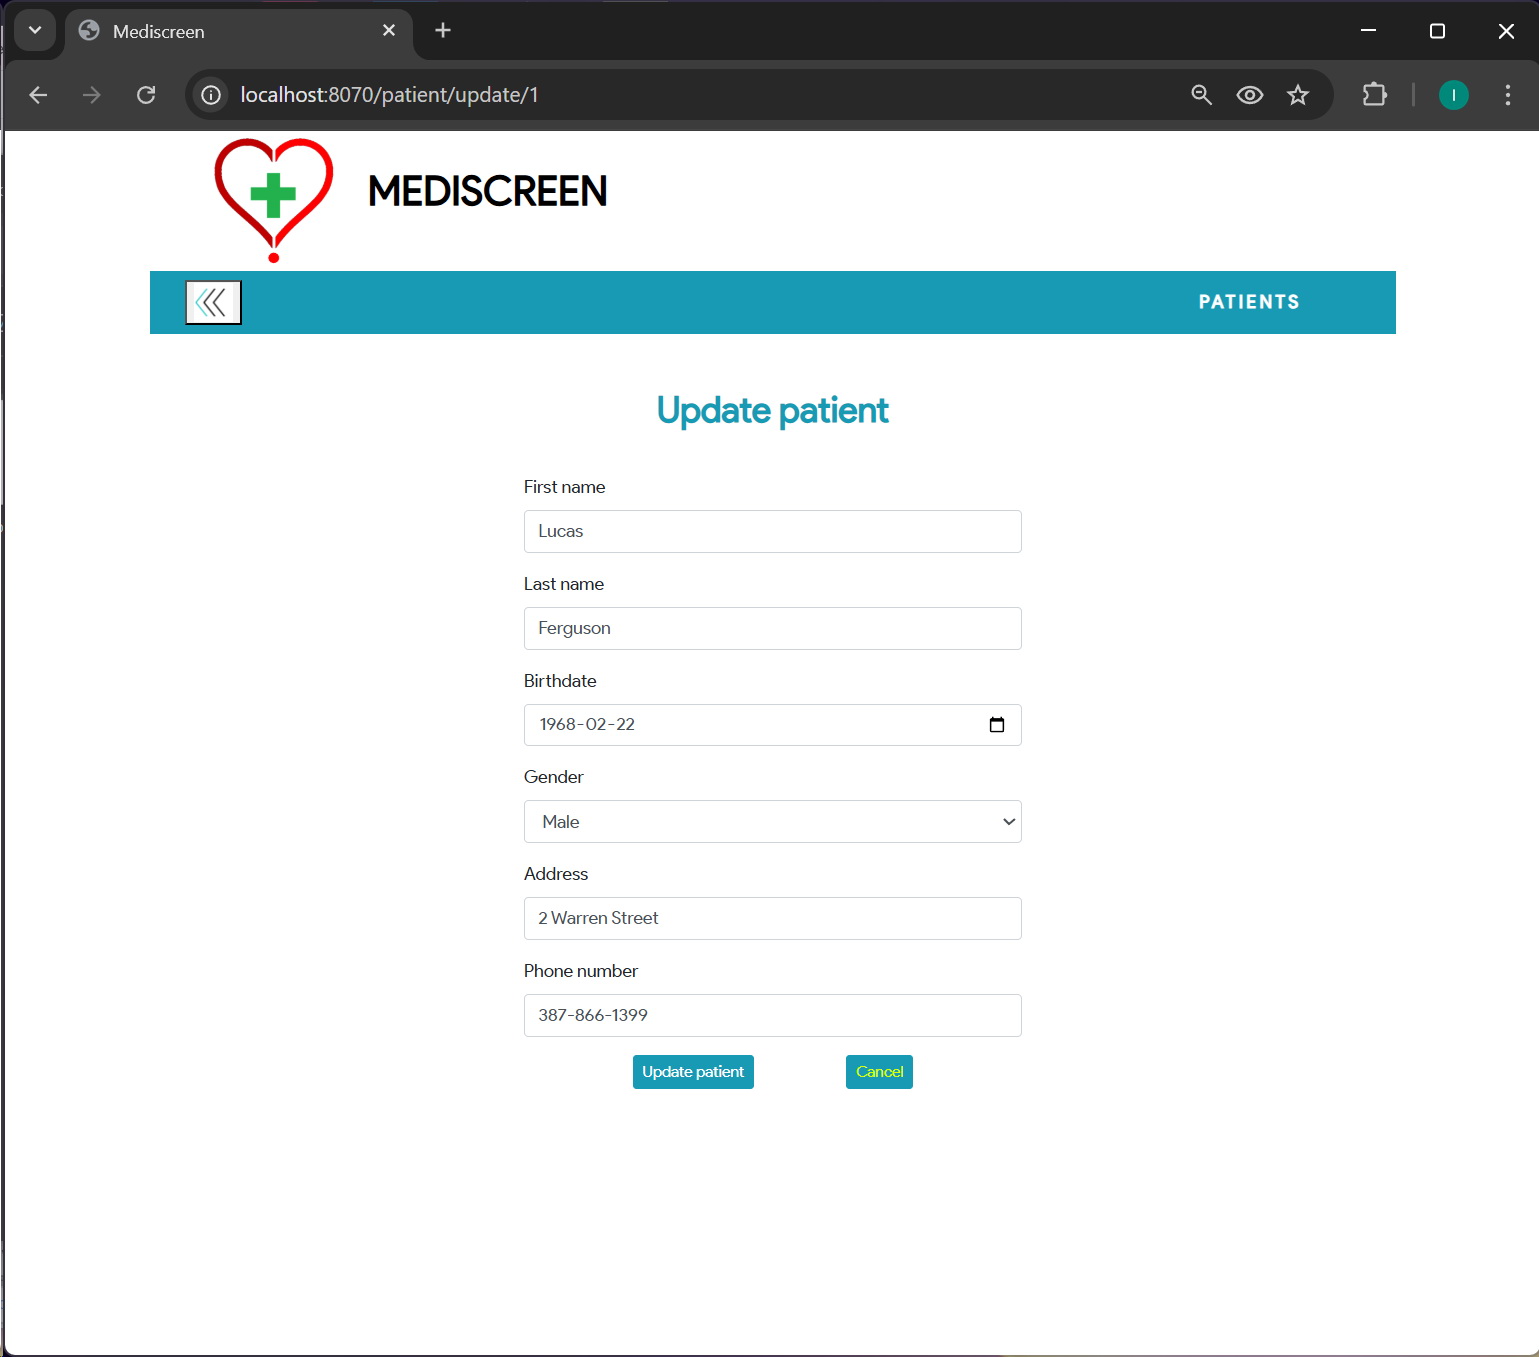 Mediscreen
localhost:8070/patient/update/1
I
MEDISCREEN
PATIENTS
Update patient
First name
Lucas
Last name
Ferguson
Birthdate
1968-02-22
Gender
Male
Address
2 Warren Street
Phone number
387-866-1399
Update patient
Cancel